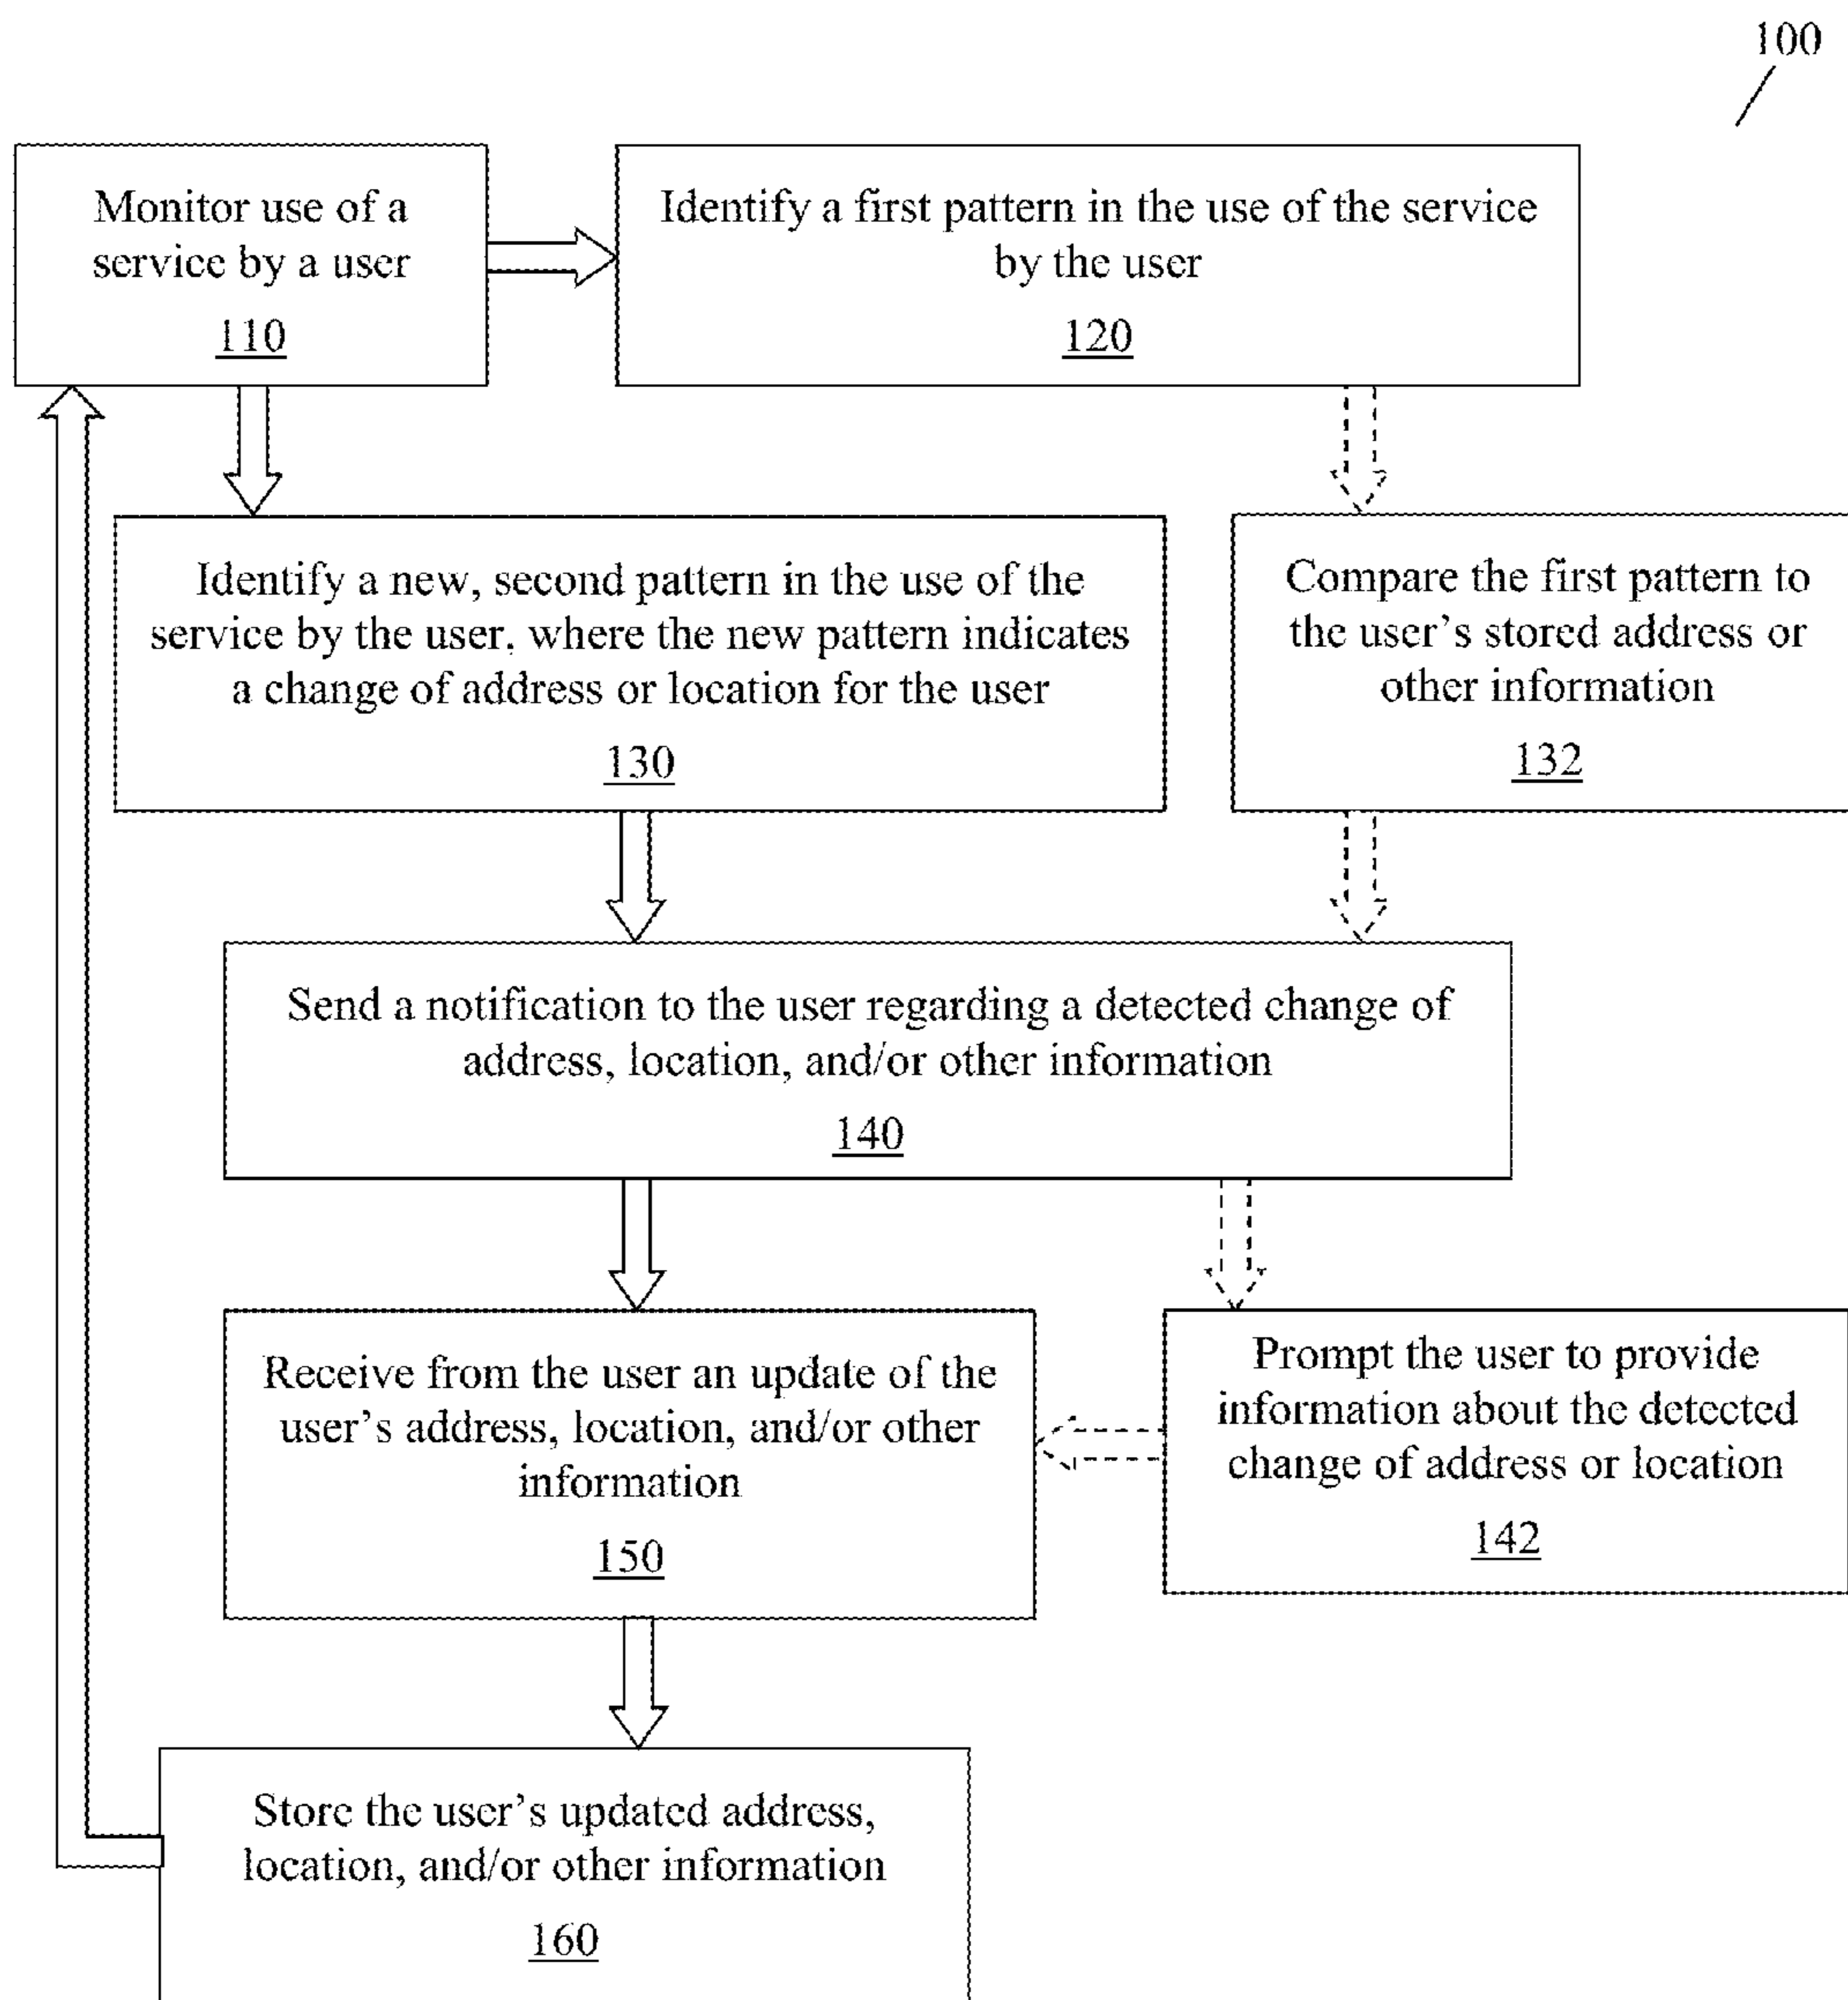 100
Monitor use of a
service by a user
110
Identify a first pattern in the use of the service
by the user
120
Identify a new, second pattern in the use of the
service by the user, where the new pattern indicates
a change of address or location for the user
130
Compare the first pattern to
the user's stored address or
other information
132
Send a notification to the user regarding a detected change of
address, location, and/or other information
140
Receive from the user an update of the
user's address, location, and/or other
information
150
Prompt the user to provide
information about the detected
change of address or location
142
Store the user's updated address,
location, and/or other information
160